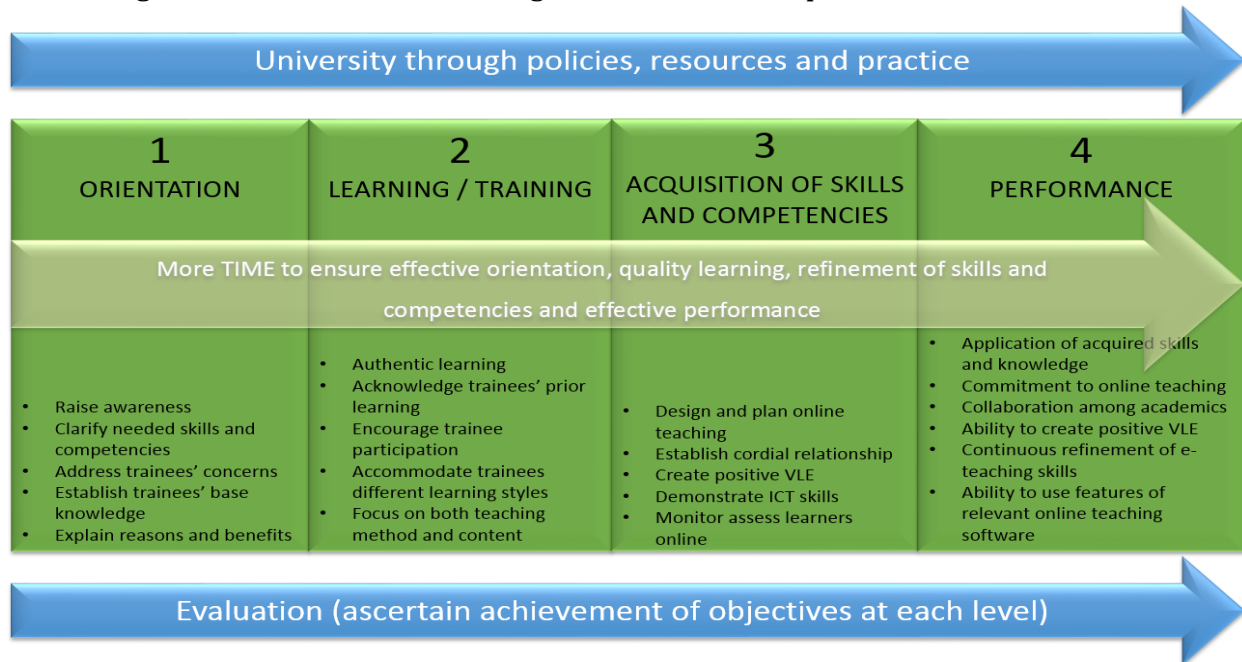 University through policies, resources and practice
1
ORIENTATION
2
LEARNING / TRAINING
3
ACQUISITION OF SKILLS
AND COMPETENCIES
4
PERFORMANCE
More TIME to ensure effective orientation, quality learning, refinement of skills and
competencies and effective performance
• Raise awareness
• Clarify needed skills and
competencies
• Address trainees’ concerns
• Establish trainees’ base
knowledge
• Explain reasons and benefits
• Authentic learning
• Acknowledge trainees’ prior
learning
• Encourage trainee
participation
• Accommodate trainees
different learning styles
• Focus on both teaching
method and content
• Design and plan online
teaching
• Establish cordial relationship
• Create positive VLE
• Demonstrate ICT skills
• Monitor assess learners
online
• Application of acquired skills
and knowledge
• Commitment to online teaching
• Collaboration among academics
• Ability to create positive VLE
• Continuous refinement of e-
teaching skills
• Ability to use features of
relevant online teaching
software
Evaluation (ascertain achievement of objectives at each level)